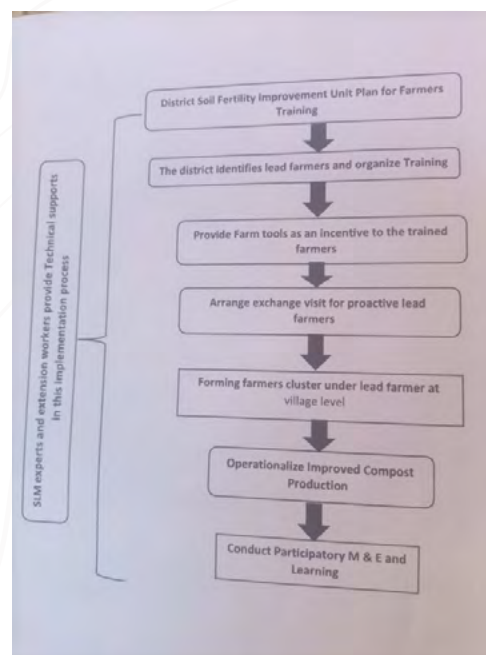 District Soil Fertility Improvement Unit Plan for Farmers
Training
The district identifies lead farmers and organize Training
Provide Farm tools as an incentive to the trained
farmers
Arrange exchange visit for proactive lead
farmers
Forming farmers cluster under lead farmer at
village level
Operationalize Improved Compost
Production
Conduct Participatory M & E and
Learning
SLM experts and extension workers provide Technical supports
in this implementation process